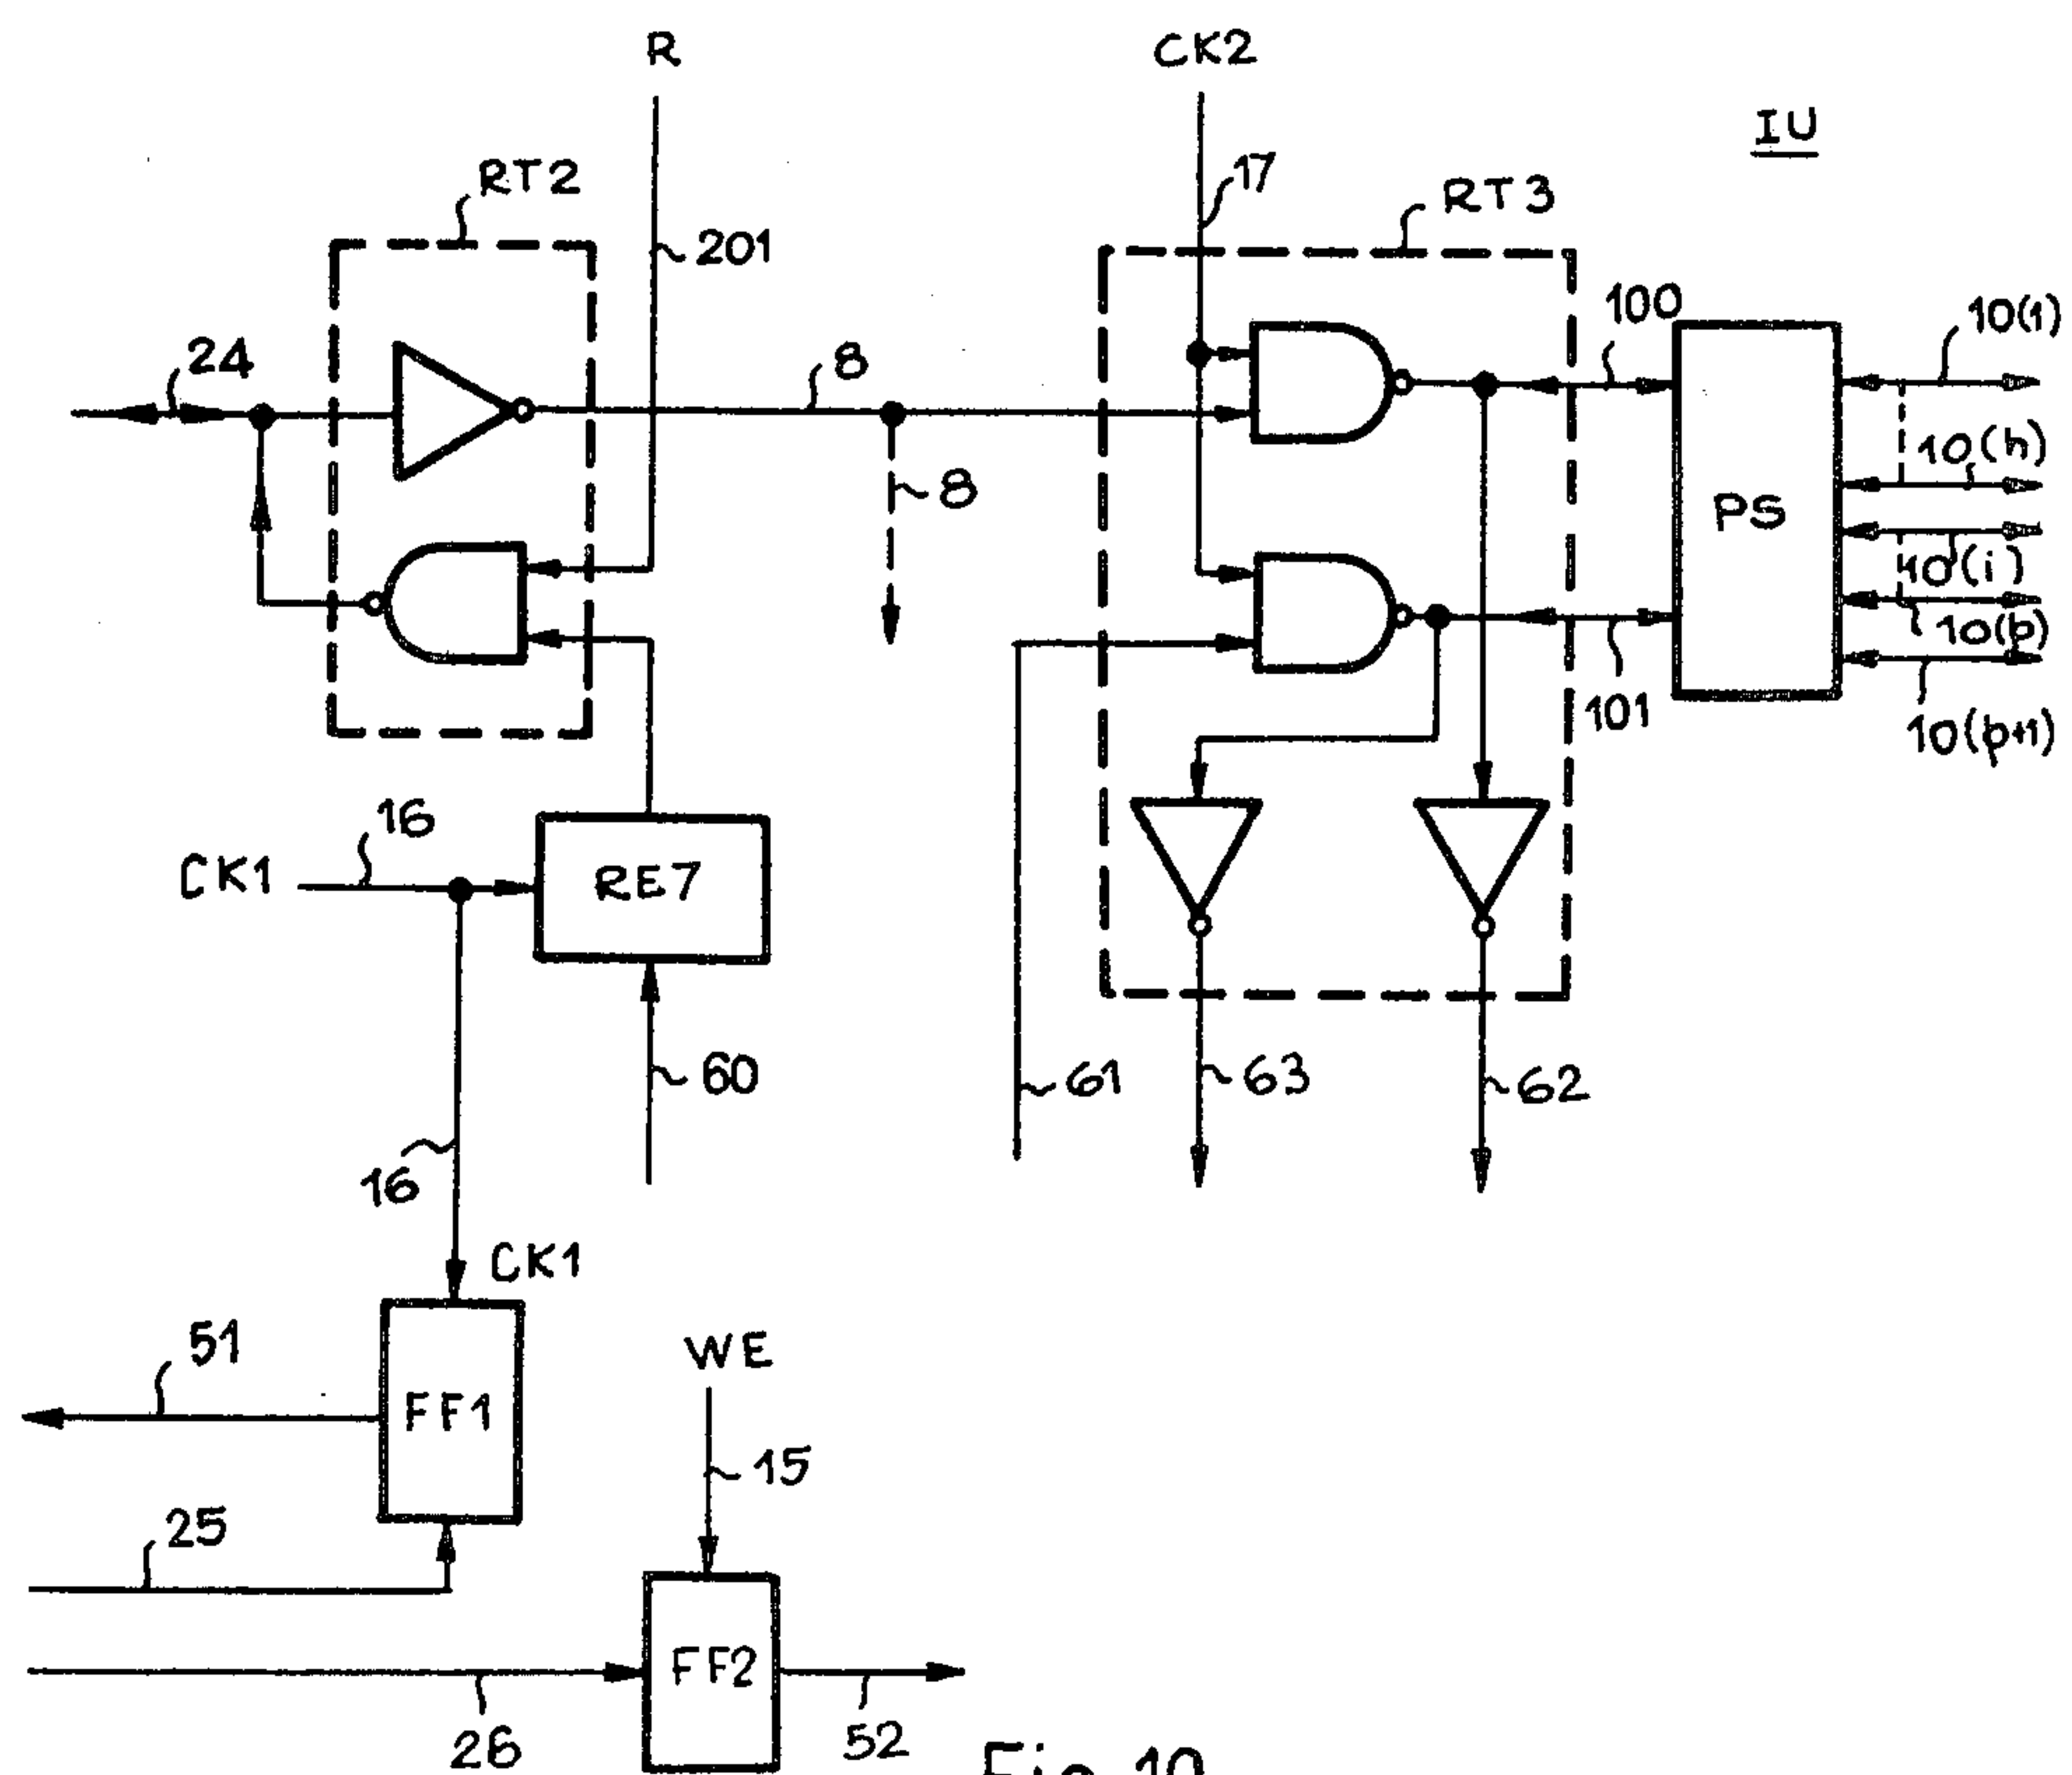 R
CK2
IU
RT2
17
RT3
201
100
10(1)
24
8
10(h)
8
PS
10(i)
10(p)
101
10(p+1)
16
CK1
RE7
60
61
63
62
16
CK1
51
WE
FF1
15
25
FF2
26
52
Fig. 10